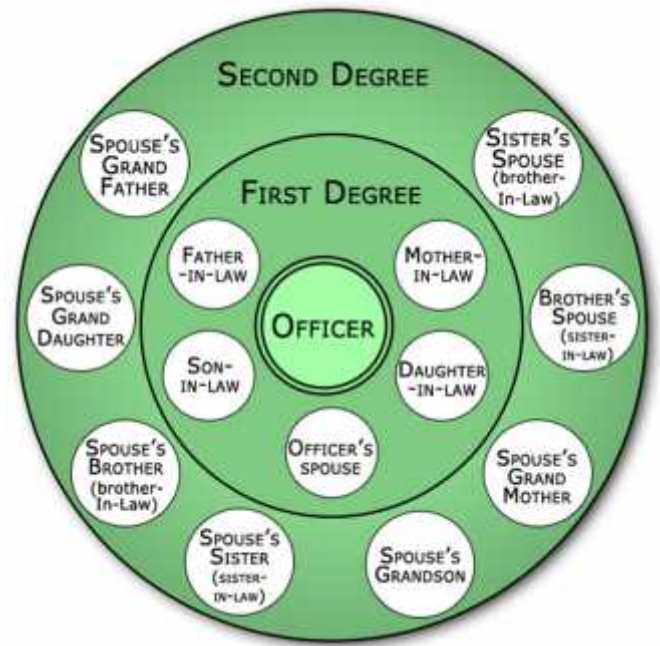 SECOND DEGREE
SPOUSE'S
GRAND
FATHER
SISTER'S
SPOUSE
(brother-
In-Law)
FIRST DEGREE
FATHER
-IN-LAW
MOTHER-
IN-LAW
OFFICER
SPOUSE'S
GRAND
DAUGHTER
BROTHER'S
SPOUSE
(SISTER-
IN-LAW)
SON-
IN-LAW
DAUGHTER
-IN-LAW
OFFICER'S
SPOUSE
SPOUSE'S
BROTHER
(brother-
In-Law)
SPOUSE'S
GRAND
MOTHER
SPOUSE'S
SISTER
(SISTER-
IN-LAW)
SPOUSE'S
GRANDSON